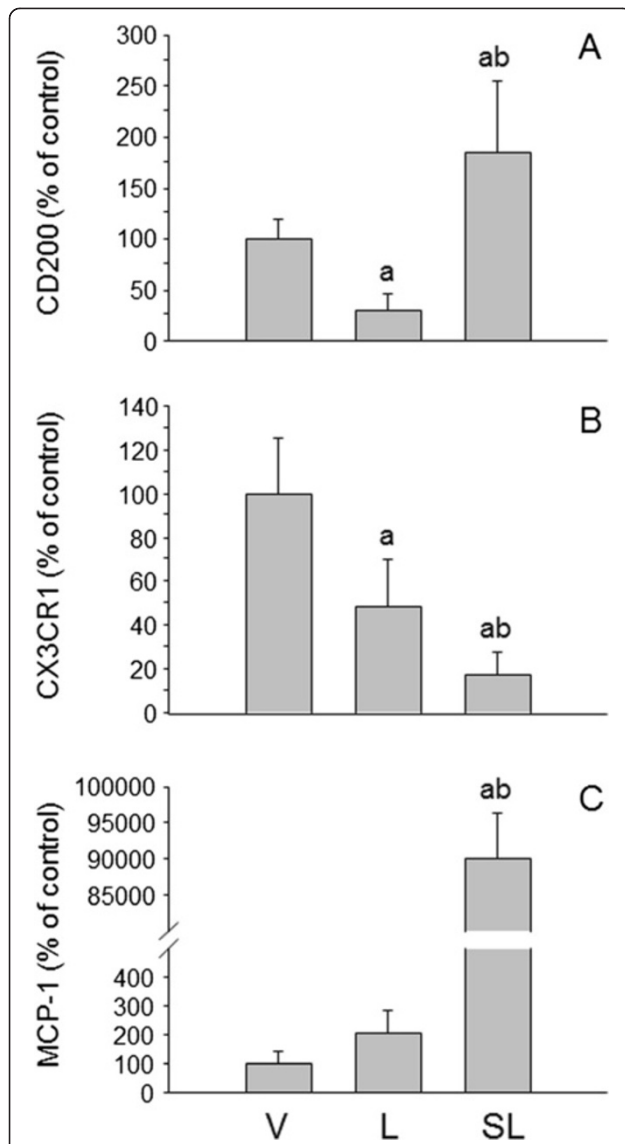 A
CD200 (% of control)
300
250
200
150
100
50
0
a
ab
B
CX3CR1 (% of control)
140
120
100
80
60
40
20
0
a
ab
C
MCP-1 (% of control)
100000
95000
90000
85000
400
300
200
100
0
ab
V L SL